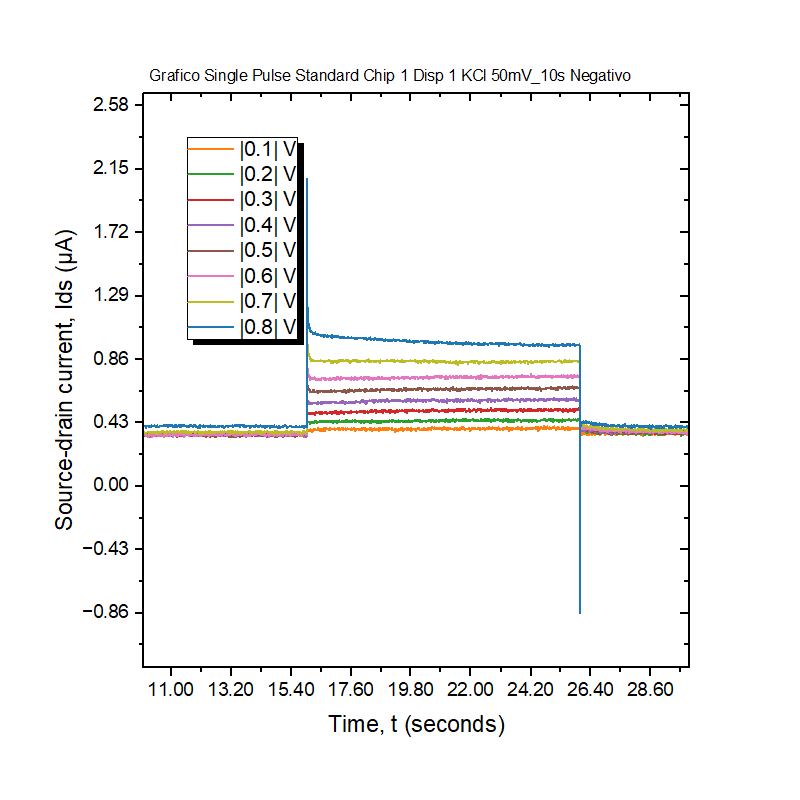 Grafico Single Pulse Standard Chip 1 Disp 1 KCl 50mV_10s Negativo
2.58
2.15
1.72
1.29
0.86
0.43
0.00
−0.43
−0.86
Source-drain current, Ids (µA)
|0.1| V
|0.2| V
|0.3| V
|0.4| V
|0.5| V
|0.6| V
|0.7| V
|0.8| V
11.00 13.20 15.40 17.60 19.80 22.00 24.20 26.40 28.60
Time, t (seconds)